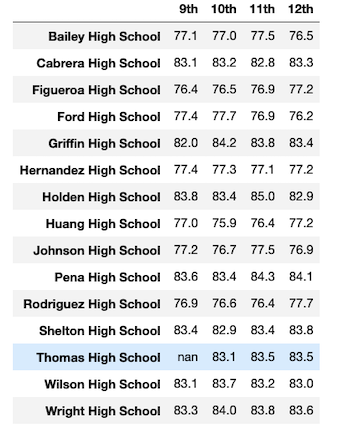 9th 10th 11th 12th
Bailey High School 77.1 77.0 77.5 76.5
Cabrera High School 83.1 83.2 82.8 83.3
Figueroa High School 76.4 76.5 76.9 77.2
Ford High School 77.4 77.7 76.9 76.2
Griffin High School 82.0 84.2 83.8 83.4
Hernandez High School 77.4 77.3 77.1 77.2
Holden High School 83.8 83.4 85.0 82.9
Huang High School 77.0 75.9 76.4 77.2
Johnson High School 77.2 76.7 77.5 76.9
Pena High School 83.6 83.4 84.3 84.1
Rodriguez High School 76.9 76.6 76.4 77.7
Shelton High School 83.4 82.9 83.4 83.8
Thomas High School nan 83.1 83.5 83.5
Wilson High School 83.1 83.7 83.2 83.0
Wright High School 83.3 84.0 83.8 83.6